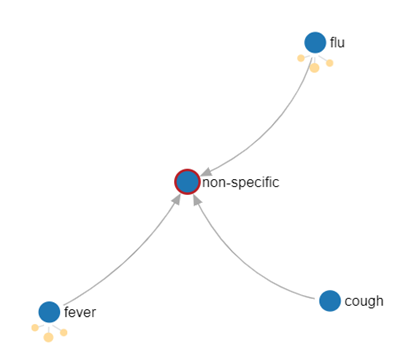 flu
non-specific
cough
fever